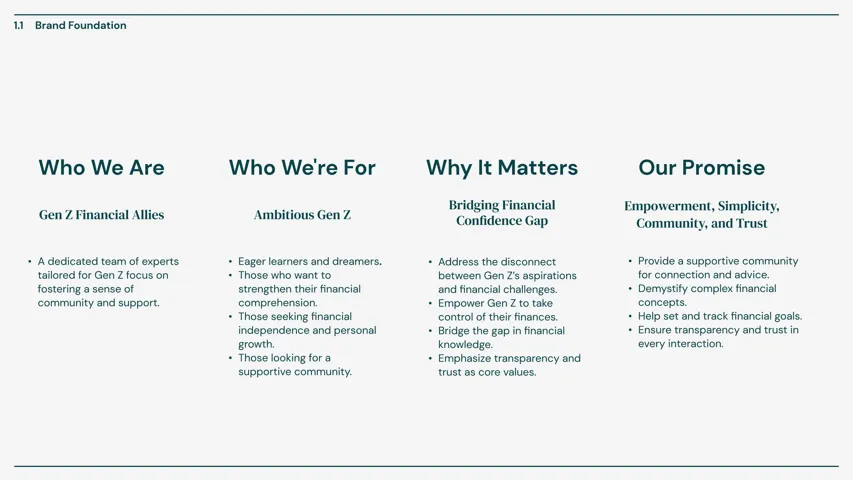 1.1 Brand Foundation
Who We Are
Gen Z Financial Allies
• A dedicated team of experts
tailored for Gen Z focus on
fostering a sense of
community and support.
Who We're For
Ambitious Gen Z
• Eager learners and dreamers.
• Those who want to
strengthen their financial
comprehension.
• Those seeking financial
independence and personal
growth.
• Those looking for a
supportive community.
Why It Matters
Bridging Financial
Confidence Gap
• Address the disconnect
between Gen Z's aspirations
and financial challenges.
• Empower Gen Z to take
control of their finances.
• Bridge the gap in financial
knowledge.
• Emphasize transparency and
trust as core values.
Our Promise
Empowerment, Simplicity,
Community, and Trust
• Provide a supportive community
for connection and advice.
• Demystify complex financial
concepts.
• Help set and track financial goals.
• Ensure transparency and trust in
every interaction.